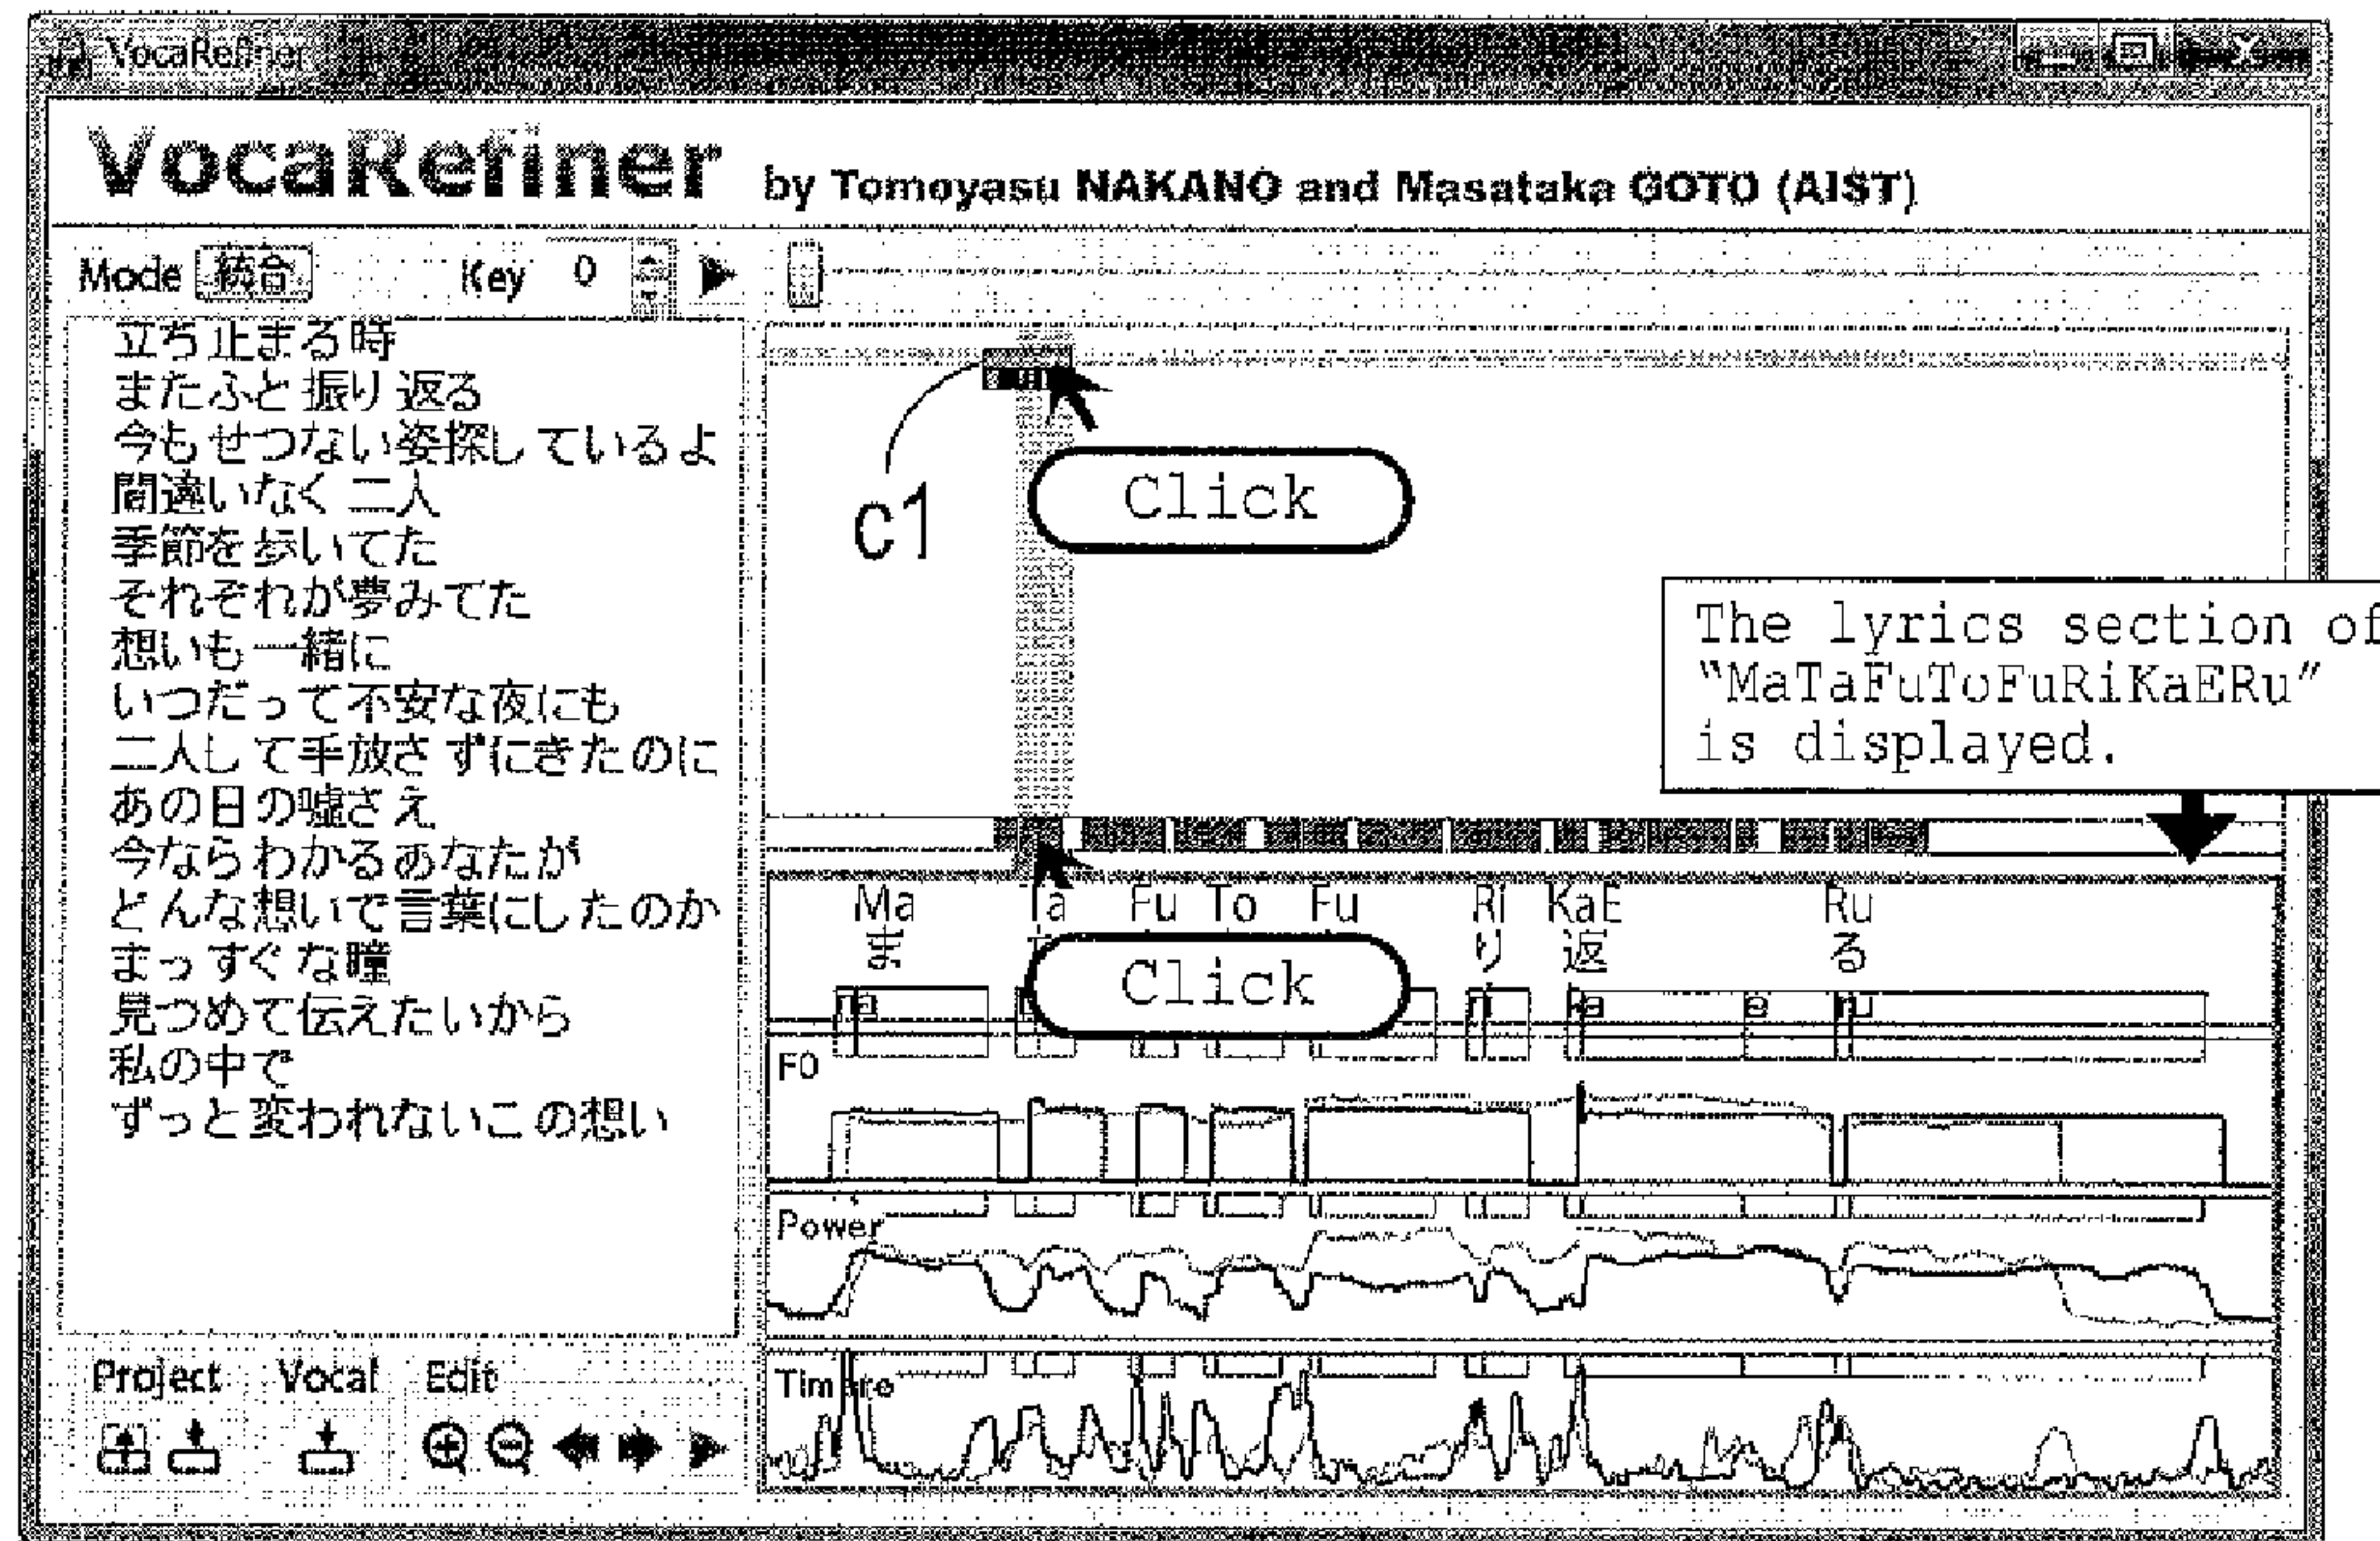 VocaRefiner
VocaRefiner by Tomoyasu NAKANO and Masataka GOTO (AIST)
Mode 統合 Key 0
立ち止まる時
またふと振り返る
今もせつない姿探しているよ
間違いなく二人
季節を歩いてた
それぞれが夢みてた
想いも一緒に
いつだって不安な夜にも
二人して手放さずにきたのに
あの日の嘘さえ
今ならわかるあなたが
どんな想いで言葉にしたのか
まっすぐな瞳
見つめて伝えたいから
私の中で
ずっと変われないこの想い
c1
Click
The lyrics section of
"MaTaFuToFuRiKaERu"
is displayed.
Ma Ta Fu To Fu Ri KaE Ru
ま り 返 る
Click
a e ru
F0
Power
Project Vocal Edit